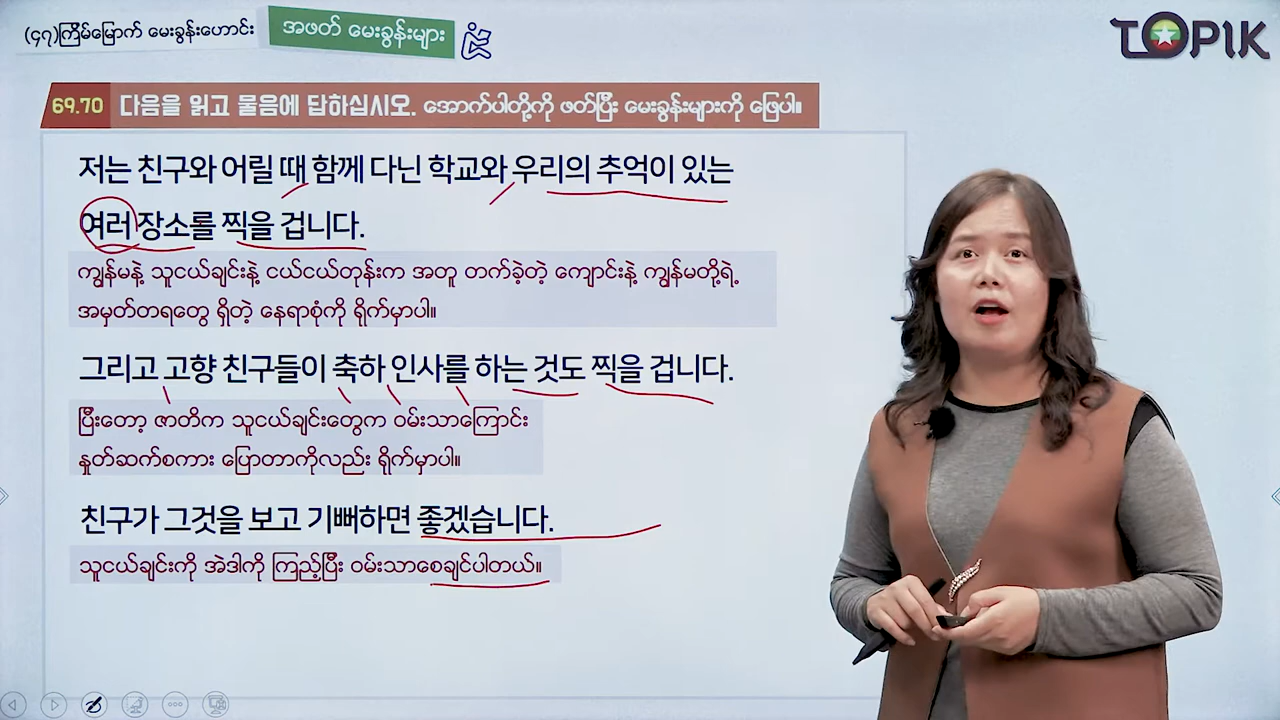 (၄၇)ကြိမ်မြောက် မေးခွန်းဟောင်း
အဖတ် မေးခွန်းများ
TOPIK
69.70 다음을 읽고 물음에 답하십시오. အောက်ပါတို့ကို ဖတ်ပြီး မေးခွန်းများကို ဖြေပါ။
저는 친구와 어릴 때 함께 다닌 학교와 우리의 추억이 있는
여러 장소를 찍을 겁니다.
ကျွန်မနဲ့ သူငယ်ချင်းနဲ့ ငယ်ငယ်တုန်းက အတူ တက်ခဲ့တဲ့ ကျောင်းနဲ့ ကျွန်မတို့ရဲ့
အမှတ်တရတွေ ရှိတဲ့ နေရာစုံကို ရိုက်မှာပါ။
그리고 고향 친구들이 축하 인사를 하는 것도 찍을 겁니다.
ပြီးတော့ ဇာတိက သူငယ်ချင်းတွေက ဝမ်းသာကြောင်း
နှုတ်ဆက်စကား ပြောတာကိုလည်း ရိုက်မှာပါ။
친구가 그것을 보고 기뻐하면 좋겠습니다.
သူငယ်ချင်းကို အဲဒါကို ကြည့်ပြီး ဝမ်းသာစေချင်ပါတယ်။